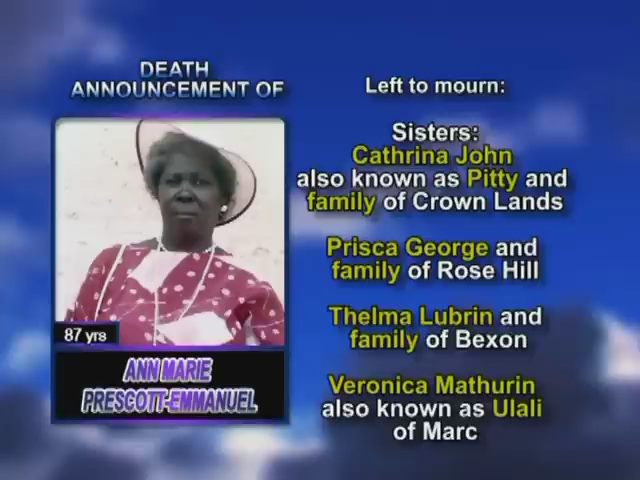 DEATH
ANNOUNCEMENT OF
87 yrs
ANN MARIE
PRESCOTT-EMMANUEL
Left to mourn:
Sisters:
Cathrina John
also known as Pitty and
family of Crown Lands
Prisca George and
family of Rose Hill
Thelma Lubrin and
family of Bexon
Veronica Mathurin
also known as Ulali
of Marc